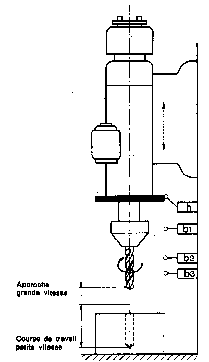 h
b1
b2
b3
Approche
grande vitesse
Course de travail
petite vitesse